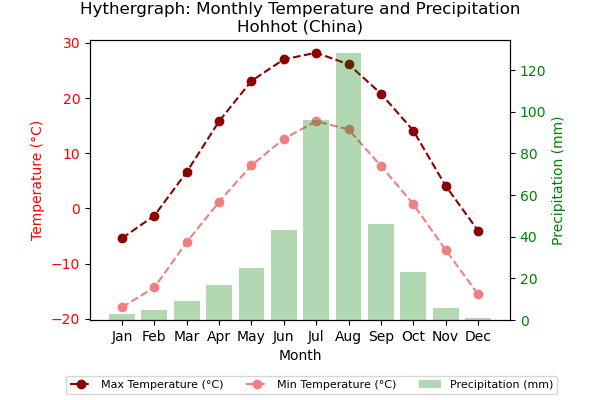 Hythergraph: Monthly Temperature and Precipitation
Hohhot (China)
30
20
10
0
−10
−20
Temperature (°C)
120
100
80
60
40
20
0
Precipitation (mm)
Jan Feb Mar Apr May Jun Jul Aug Sep Oct Nov Dec
Month
Max Temperature (°C) Min Temperature (°C) Precipitation (mm)